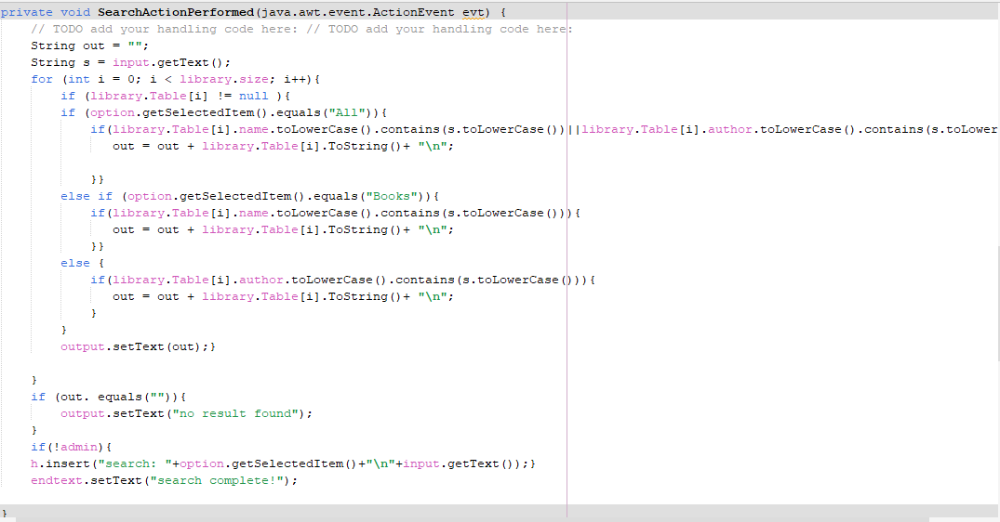 private void SearchActionPerformed(java.awt.event.ActionEvent evt) {
    // TODO add your handling code here: // TODO add your handling code here:
    String out = "";
    String s = input.getText();
    for (int i = 0; i < library.size; i++){
        if (library.Table[i] != null ){
        if (option.getSelectedItem().equals("All")){
            if(library.Table[i].name.toLowerCase().contains(s.toLowerCase())||library.Table[i].author.toLowerCase().contains(s.toLower
               out = out + library.Table[i].ToString()+ "\n";
            }}
        else if (option.getSelectedItem().equals("Books")){
            if(library.Table[i].name.toLowerCase().contains(s.toLowerCase())){
               out = out + library.Table[i].ToString()+ "\n";
            }}
        else {
            if(library.Table[i].author.toLowerCase().contains(s.toLowerCase())){
               out = out + library.Table[i].ToString()+ "\n";
            }
        }
        output.setText(out);}
    }
    if (out. equals("")){
        output.setText("no result found");
    }
    if(!admin){
    h.insert("search: "+option.getSelectedItem()+"\n"+input.getText());}
    endtext.setText("search complete!");
}